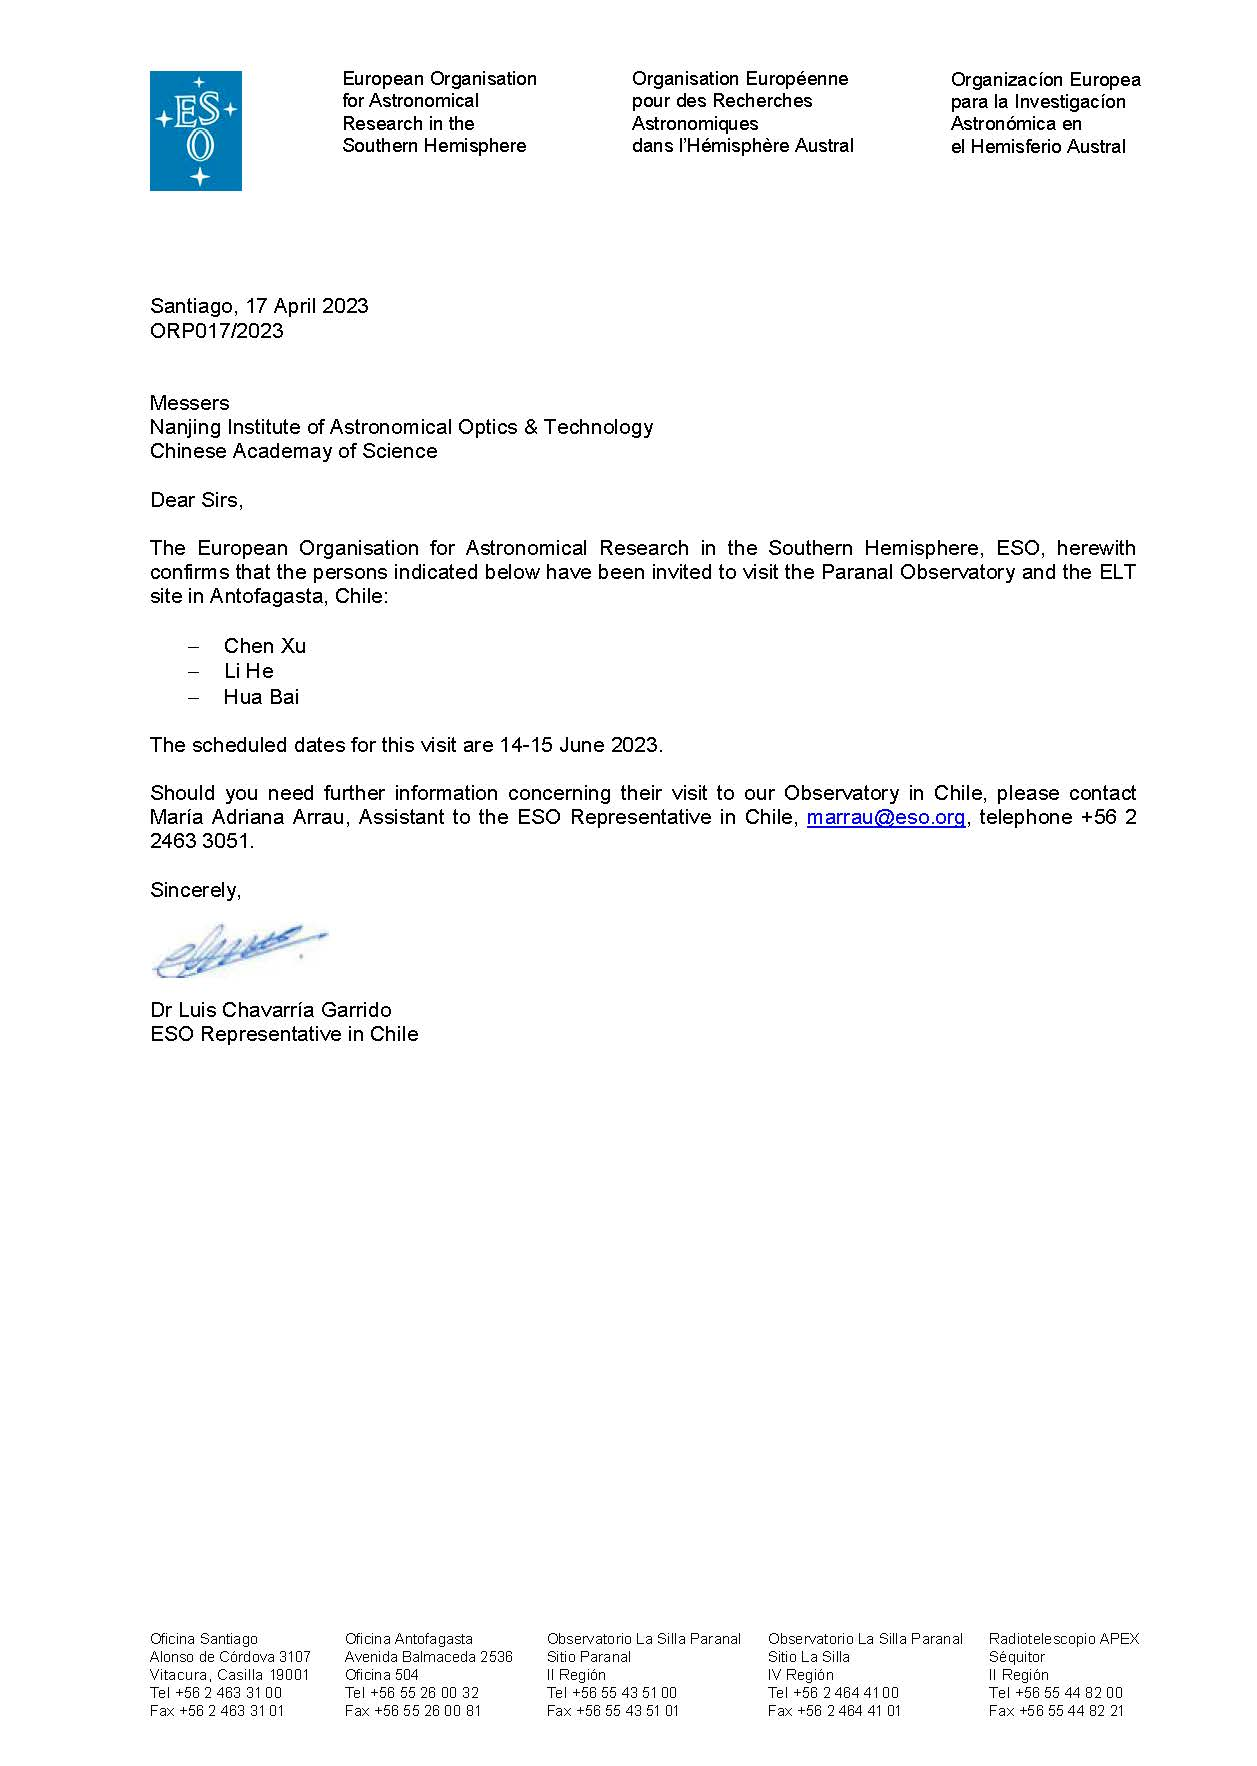 ESO
European Organisation
for Astronomical
Research in the
Southern Hemisphere
Organisation Européenne
pour des Recherches
Astronomiques
dans l'Hémisphère Austral
Organizacíon Europea
para la Investigacíon
Astronómica en
el Hemisferio Austral
Santiago, 17 April 2023
ORP017/2023
Messers
Nanjing Institute of Astronomical Optics & Technology
Chinese Academay of Science
Dear Sirs,
The European Organisation for Astronomical Research in the Southern Hemisphere, ESO, herewith
confirms that the persons indicated below have been invited to visit the Paranal Observatory and the ELT
site in Antofagasta, Chile:
– Chen Xu
– Li He
– Hua Bai
The scheduled dates for this visit are 14-15 June 2023.
Should you need further information concerning their visit to our Observatory in Chile, please contact
María Adriana Arrau, Assistant to the ESO Representative in Chile, marrau@eso.org, telephone +56 2
2463 3051.
Sincerely,
Dr Luis Chavarría Garrido
ESO Representative in Chile
Oficina Santiago
Alonso de Córdova 3107
Vitacura, Casilla 19001
Tel +56 2 463 31 00
Fax +56 2 463 31 01
Oficina Antofagasta
Avenida Balmaceda 2536
Oficina 504
Tel +56 55 26 00 32
Fax +56 55 26 00 81
Observatorio La Silla Paranal
Sitio Paranal
II Región
Tel +56 55 43 51 00
Fax +56 55 43 51 01
Observatorio La Silla Paranal
Sitio La Silla
IV Región
Tel +56 2 464 41 00
Fax +56 2 464 41 01
Radiotelescopio APEX
Séquitor
II Región
Tel +56 55 44 82 00
Fax +56 55 44 82 21